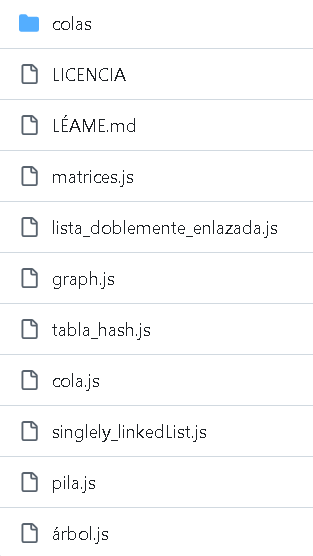 colas
LICENCIA
LÉAME.md
matrices.js
lista_doblemente_enlazada.js
graph.js
tabla_hash.js
cola.js
singlely_linkedList.js
pila.js
árbol.js